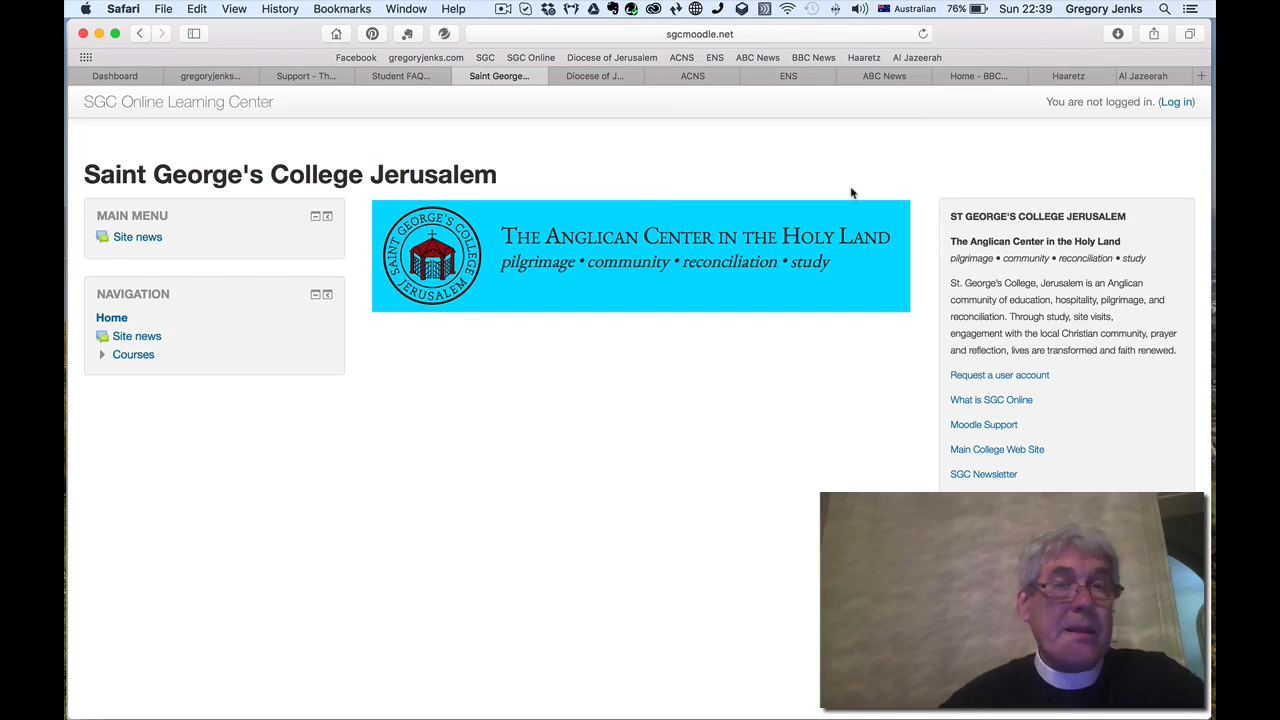 Safari File Edit View History Bookmarks Window Help Australian 76% Sun 22:39 Gregory Jenks
sgcmoodle.net
Facebook gregoryjenks.com SGC SGC Online Diocese of Jerusalem ACNS ENS ABC News BBC News Haaretz Al Jazeerah
Dashboard gregoryjenks... Support - Th... Student FAQ... Saint George... Diocese of J... ACNS ENS ABC News Home - BBC... Haaretz Al Jazeerah
SGC Online Learning Center
You are not logged in. (Log in)
Saint George's College Jerusalem
MAIN MENU
Site news
NAVIGATION
Home
Site news
Courses
SAINT GEORGE'S COLLEGE JERUSALEM
THE ANGLICAN CENTER IN THE HOLY LAND
pilgrimage • community • reconciliation • study
ST GEORGE'S COLLEGE JERUSALEM
The Anglican Center in the Holy Land
pilgrimage • community • reconciliation • study
St. George's College, Jerusalem is an Anglican
community of education, hospitality, pilgrimage, and
reconciliation. Through study, site visits,
engagement with the local Christian community, prayer
and reflection, lives are transformed and faith renewed.
Request a user account
What is SGC Online
Moodle Support
Main College Web Site
SGC Newsletter